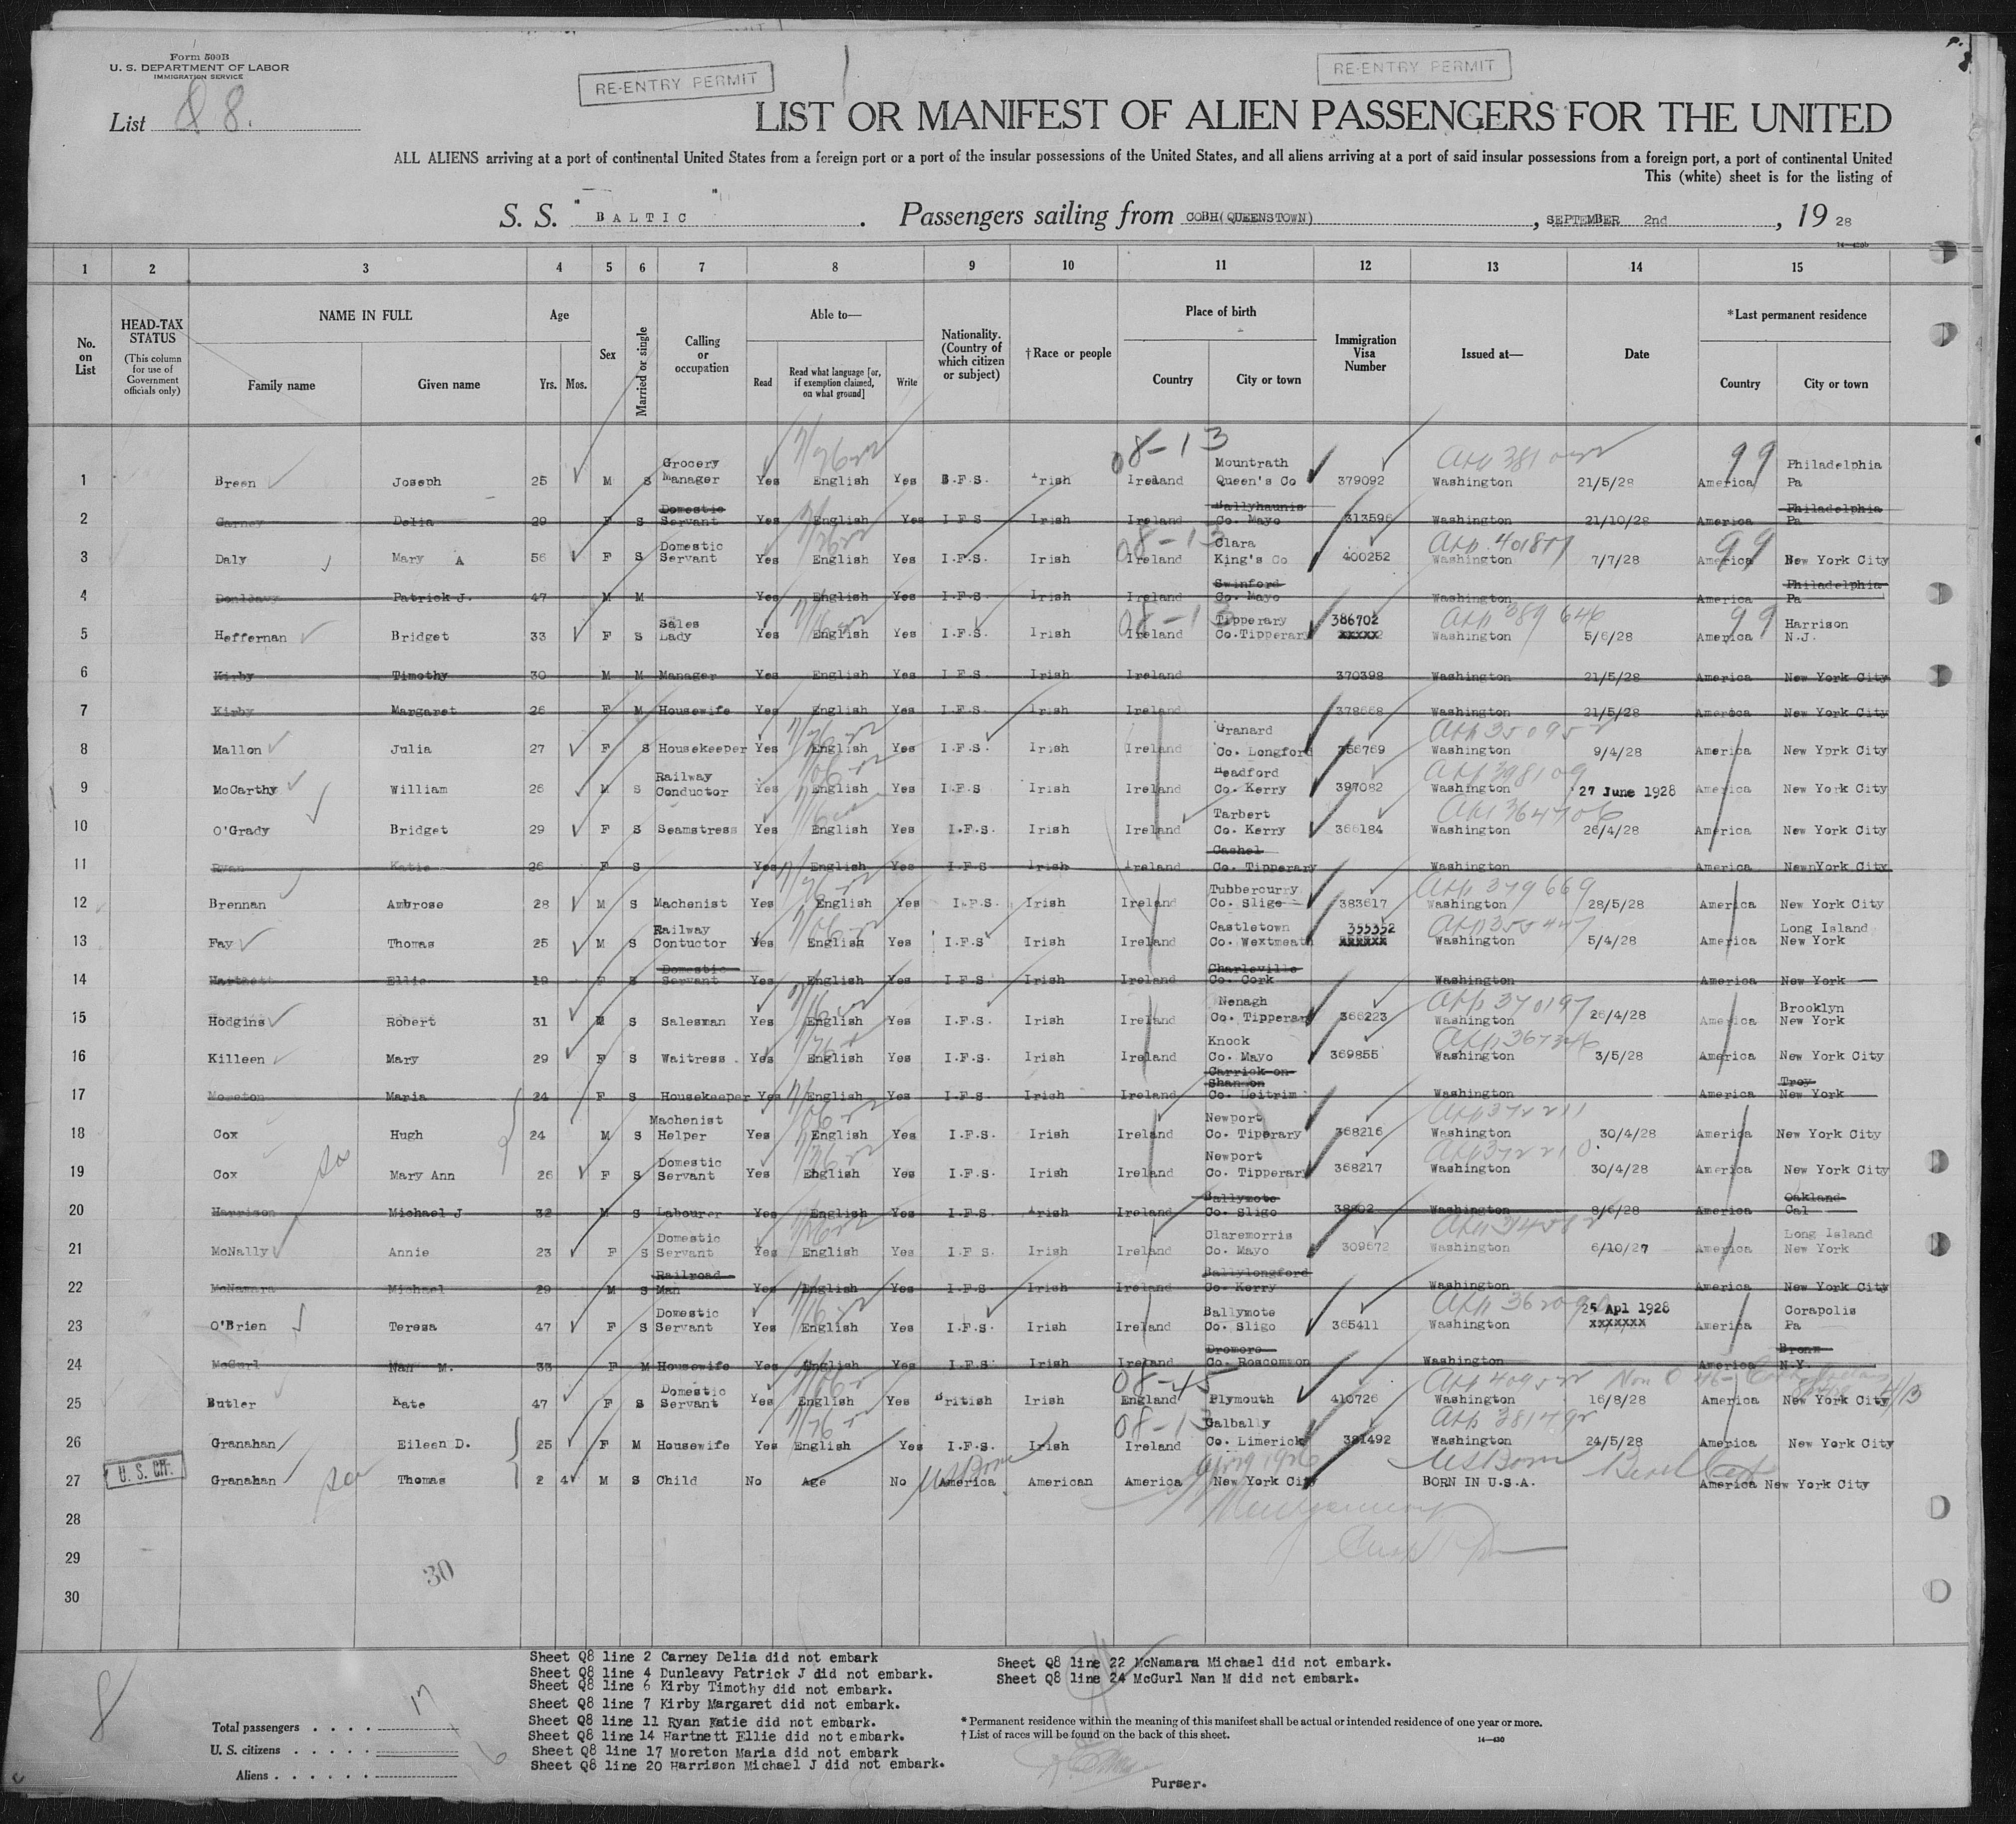 Form 500B
U. S. DEPARTMENT OF LABOR
IMMIGRATION SERVICE
RE-ENTRY PERMIT
RE-ENTRY PERMIT
List Q 8.
LIST OR MANIFEST OF ALIEN PASSENGERS FOR THE UNITED
ALL ALIENS arriving at a port of continental United States from a foreign port or a port of the insular possessions of the United States, and all aliens arriving at a port of said insular possessions from a foreign port, a port of continental United
This (white) sheet is for the listing of
S. S. "BALTIC". Passengers sailing from COBH(QUEENSTOWN), SEPTEMBER 2nd, 19 28
1 2 3 4 5 6 7 8 9 10 11 12 13 14 15
No. on List
HEAD-TAX STATUS (This column for use of Government officials only)
NAME IN FULL Family name Given name
Age Yrs. Mos.
Sex
Married or single
Calling or occupation
Able to— Read Read what language [or, if exemption claimed, on what ground] Write
Nationality. (Country of which citizen or subject)
†Race or people
Place of birth Country City or town
Immigration Visa Number
Issued at—
Date
*Last permanent residence Country City or town
1 Breen Joseph 25 M S Grocery Manager Yes English Yes B.F.S. Irish 08-13 Ireland Mountrath Queen's Co 379092 Washington 21/5/28 99 America Philadelphia Pa
2 Carney Delia 29 F S Domestic Servant Yes English Yes I F S Irish Ireland Ballyhaunis Co. Mayo 313596 Washington 21/10/28 America Philadelphia Pa
3 Daly Mary A 56 F S Domestic Servant Yes English Yes I.F.S. Irish 08-13 Ireland Clara King's Co 400252 Washington 7/7/28 99 America New York City
4 Donleavy Patrick J. 47 M M Yes English Yes I.F.S. Irish Ireland Swinford Co. Mayo Washington America Philadelphia Pa
5 Heffernan Bridget 33 F S Sales Lady Yes English Yes I.F.S. Irish 08-13 Ireland Tipperary Co.Tipperary 386702 Washington 5/6/28 99 America Harrison N.J.
6 Kirby Timothy 30 M M Manager Yes English Yes I F S Irish Ireland 370398 Washington 21/5/28 America New York City
7 Kirby Margaret 26 F M Housewife Yes English Yes I.F.S. Irish Ireland 378668 Washington 21/5/28 America New York City
8 Mallon Julia 27 F S Housekeeper Yes English Yes I.F.S. Irish Ireland Granard Co. Longford 356769 Washington 9/4/28 America New Yprk City
9 McCarthy William 26 M S Railway Conductor Yes English Yes I.F.S Irish Ireland Headford Co. Kerry 397082 Washington 27 June 1928 America New York City
10 O'Grady Bridget 29 F S Seamstress Yes English Yes I.F.S. Irish Ireland Tarbert Co. Kerry 366184 Washington 26/4/28 America New York City
11 Ryan Katie 26 F S Yes English Yes I.F.S Irish Ireland Cashel Co. Tipperary Washington America NewnYork City
12 Brennan Ambrose 28 M S Machenist Yes English Yes I.F.S. Irish Ireland Tubbercurry Co. Sligo 383617 Washington 28/5/28 America New York City
13 Fay Thomas 25 M S Railway Contuctor Yes English Yes I.F.S Irish Ireland Castletown Co. Wextmeath 355352 xxxxxx Washington 5/4/28 America Long Island New York
14 Hartnett Ellie 19 F S Domestic Servant Yes English Yes I.F.S Irish Ireland Charleville Co. Cork Washington America New York
15 Hodgins Robert 31 M S Salesman Yes English Yes I.F.S. Irish Ireland Nenagh Co. Tipperary 366223 Washington 26/4/28 America Brooklyn New York
16 Killeen Mary 29 F S Waitress Yes English Yes I.F.S. Irish Ireland Knock Co. Mayo 369855 Washington 3/5/28 America New York City
17 Moreton Maria 24 F S Housekeeper Yes English Yes I.F.S Irish Ireland Carrick-on-Shannon Co. Leitrim Washington America Troy New York
18 Cox Hugh 24 M S Machenist Helper Yes English Yes I.F.S. Irish Ireland Newport Co. Tiperary 368216 Washington 30/4/28 America New York City
19 Cox Mary Ann 26 F S Domestic Servant Yes English Yes I.F.S. Irish Ireland Newport Co. Tipperary 368217 Washington 30/4/28 America New York City
20 Harrison Michael J 32 M S Labourer Yes English Yes I.F.S. Irish Ireland Ballymote Co. Sligo Washington 8/6/28 America Oakland Cal
21 McNally Annie 23 F S Domestic Servant Yes English Yes I.F S. Irish Ireland Claremorris Co. Mayo 309672 Washington 6/10/27 America Long Island New York
22 McNamara Michael 29 M S Railroad Man Yes English Yes I.F.S Irish Ireland Ballylongford Co. Kerry Washington America New York City
23 O'Brien Teresa 47 F S Domestic Servant Yes English Yes I.F.S. Irish Ireland Ballymote Co. Sligo 365411 Washington 25 Apl 1928 xxxxxxx America Corapolis Pa
24 McGurl Nan M. 33 F M Housewife Yes English Yes I.F.S Irish Ireland Dromore Co. Roscommon Washington America Bronx N.Y.
25 Butler Kate 47 F S Domestic Servant Yes English Yes British Irish 08-45 England Plymouth 410726 Washington 16/8/28 America New York City
26 Granahan Eileen D. 25 F M Housewife Yes English Yes I.F.S. Irish 08-13 Ireland Galbally Co. Limerick 381492 Washington 24/5/28 America New York City
27 U. S. CIT. Granahan Thomas 2 4 M S Child No Age No US Born America American America New York City US Born BORN IN U.S.A. America New York City
28
29
30
30
Sheet Q8 line 2 Carney Delia did not embark
Sheet Q8 line 4 Dunleavy Patrick J did not embark.
Sheet Q8 line 6 Kirby Timothy did not embark.
Sheet Q8 line 7 Kirby Margaret did not embark.
Sheet Q8 line 11 Ryan Katie did not embark.
Sheet Q8 line 14 Hartnett Ellie did not embark.
Sheet Q8 line 17 Moreton Maria did not embark
Sheet Q8 line 20 Harrison Michael J did not embark.
Sheet Q8 line 22 McNamara Michael did not embark.
Sheet Q8 line 24 McGurl Nan M did not embark.
8
Total passengers . . . . 17
U. S. citizens . . . . .
Aliens . . . . . .
* Permanent residence within the meaning of this manifest shall be actual or intended residence of one year or more.
† List of races will be found on the back of this sheet.
14—430
Purser.